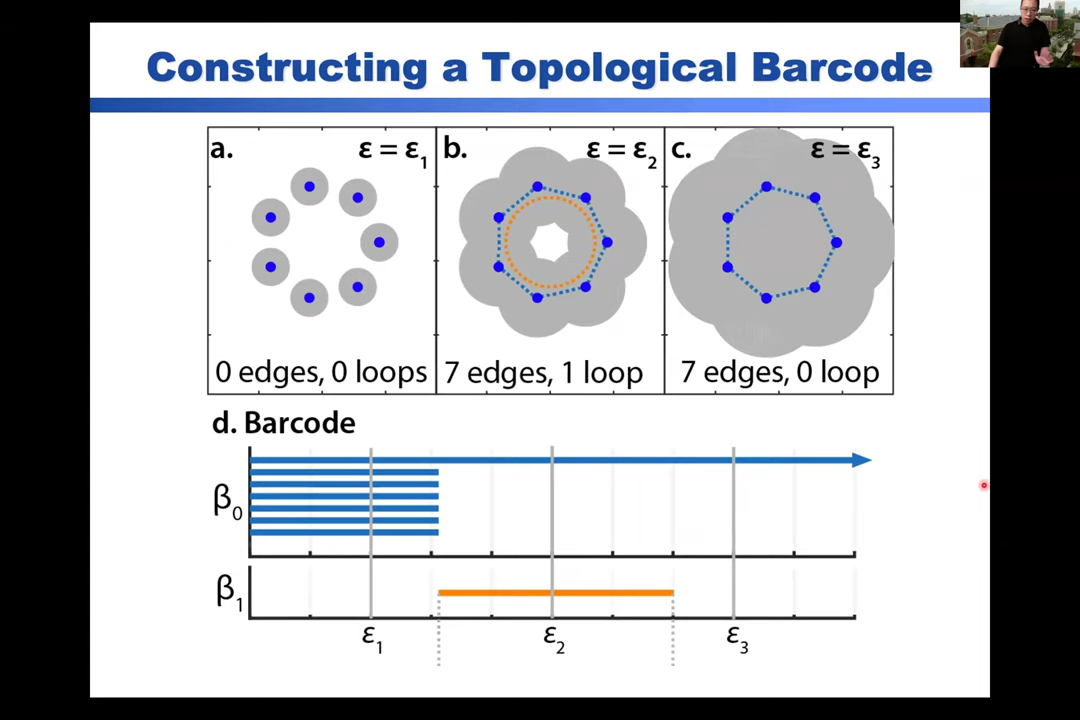 Constructing a Topological Barcode
a. ε = ε1
b. ε = ε2
c. ε = ε3
0 edges, 0 loops
7 edges, 1 loop
7 edges, 0 loop
d. Barcode
β0
β1
ε1 ε2 ε3